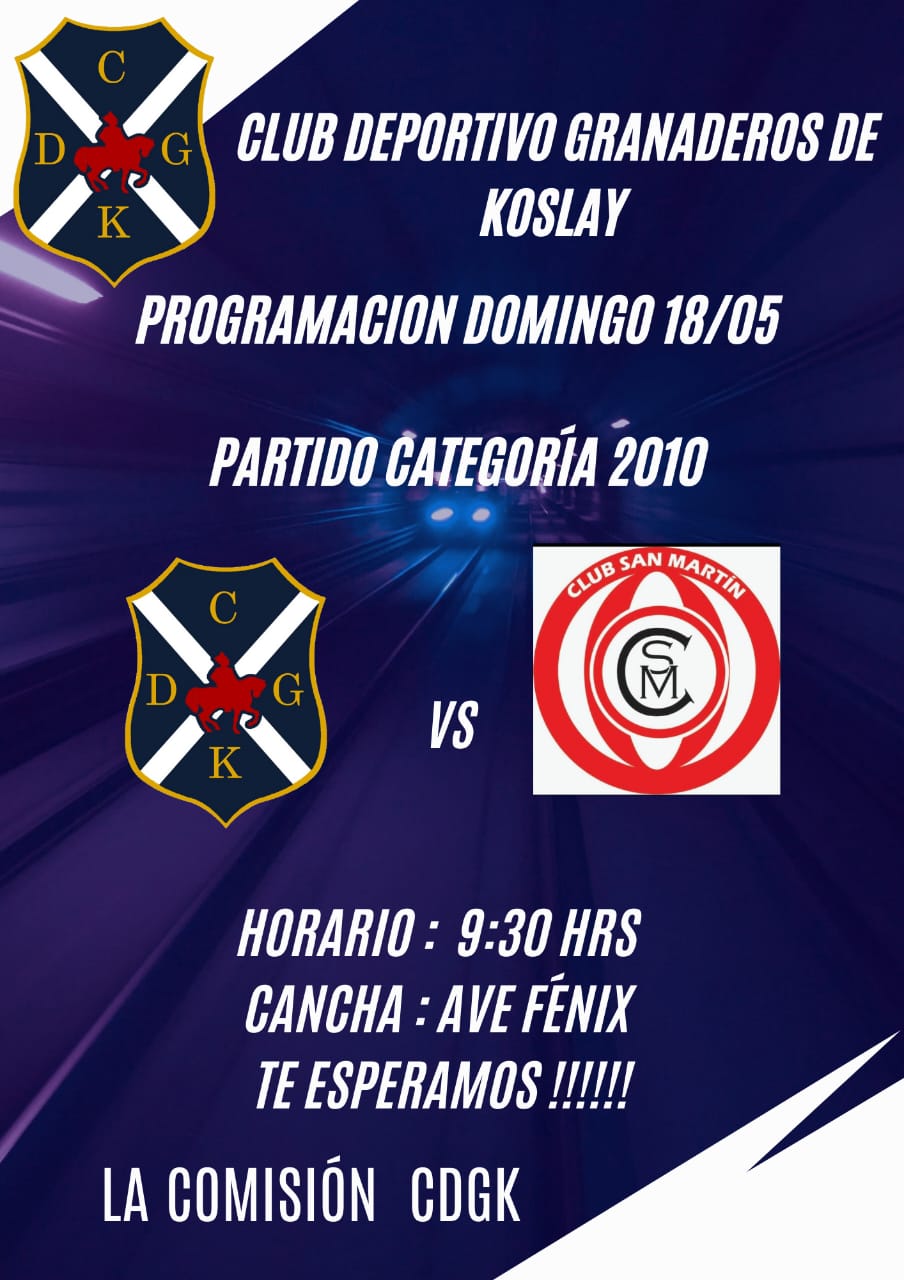 C
D G
K
CLUB DEPORTIVO GRANADEROS DE
KOSLAY
PROGRAMACION DOMINGO 18/05
PARTIDO CATEGORÍA 2010
C
D G
K
VS
CLUB SAN MARTÍN
CSM
HORARIO : 9:30 HRS
CANCHA : AVE FÉNIX
TE ESPERAMOS !!!!!!
LA COMISIÓN CDGK